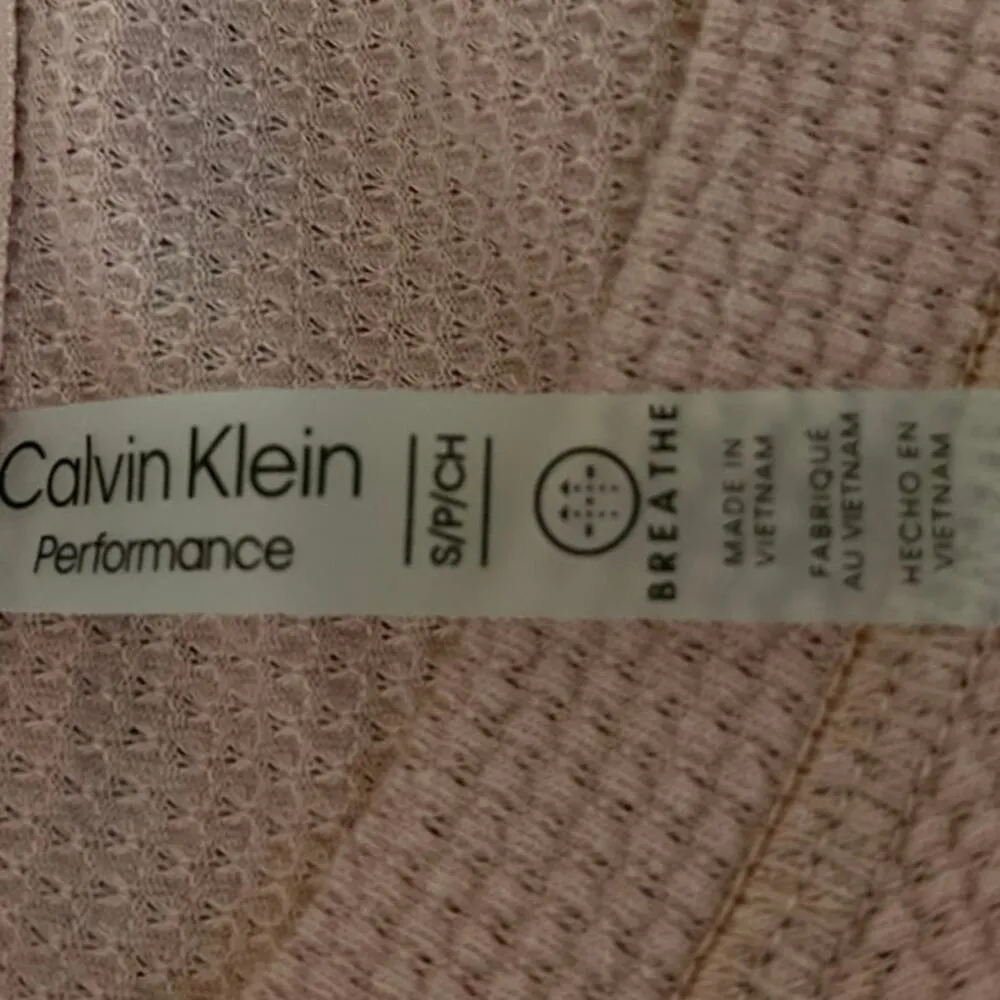 Calvin Klein
Performance
S/P/CH
BREATHE
MADE IN
VIETNAM
FABRIQUÉ
AU VIETNAM
HECHO EN
VIETNAM